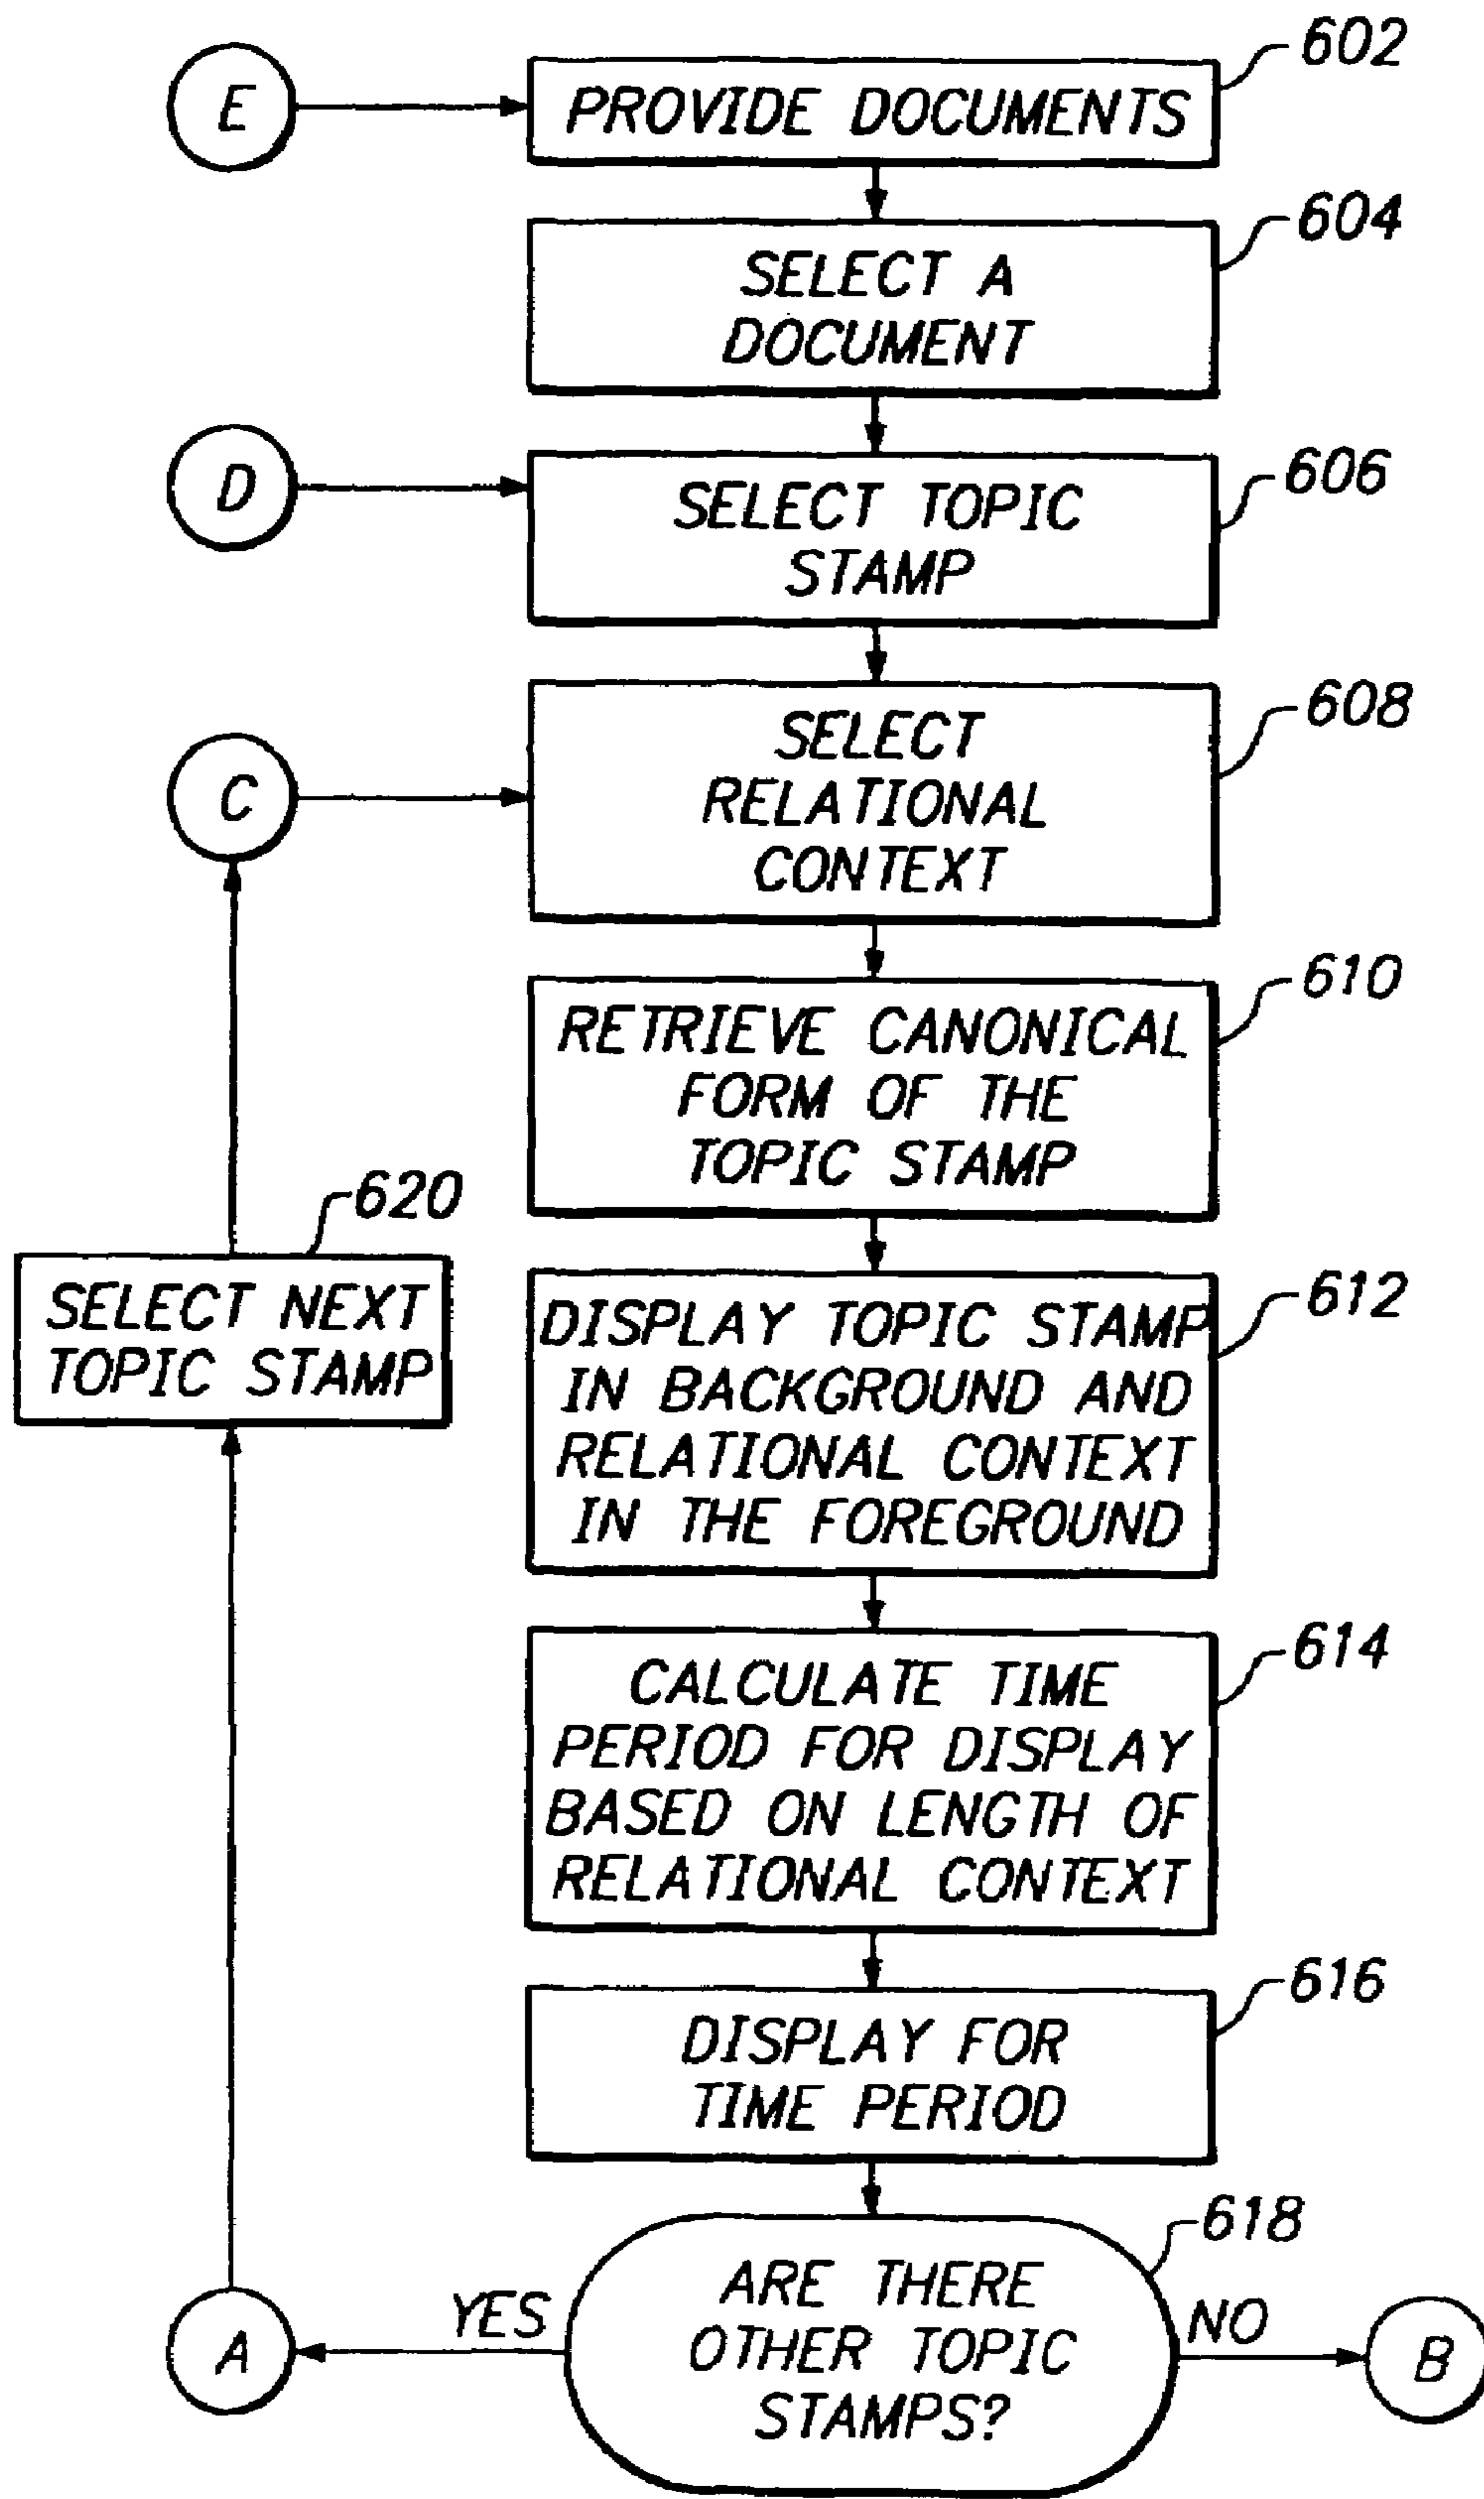 602
E
PROVIDE DOCUMENTS
604
SELECT A
DOCUMENT
D
606
SELECT TOPIC
STAMP
608
C
SELECT
RELATIONAL
CONTEXT
610
RETRIEVE CANONICAL
FORM OF THE
TOPIC STAMP
620
SELECT NEXT
TOPIC STAMP
612
DISPLAY TOPIC STAMP
IN BACKGROUND AND
RELATIONAL CONTEXT
IN THE FOREGROUND
614
CALCULATE TIME
PERIOD FOR DISPLAY
BASED ON LENGTH OF
RELATIONAL CONTEXT
616
DISPLAY FOR
TIME PERIOD
618
ARE THERE
OTHER TOPIC
STAMPS?
YES
A
NO
B